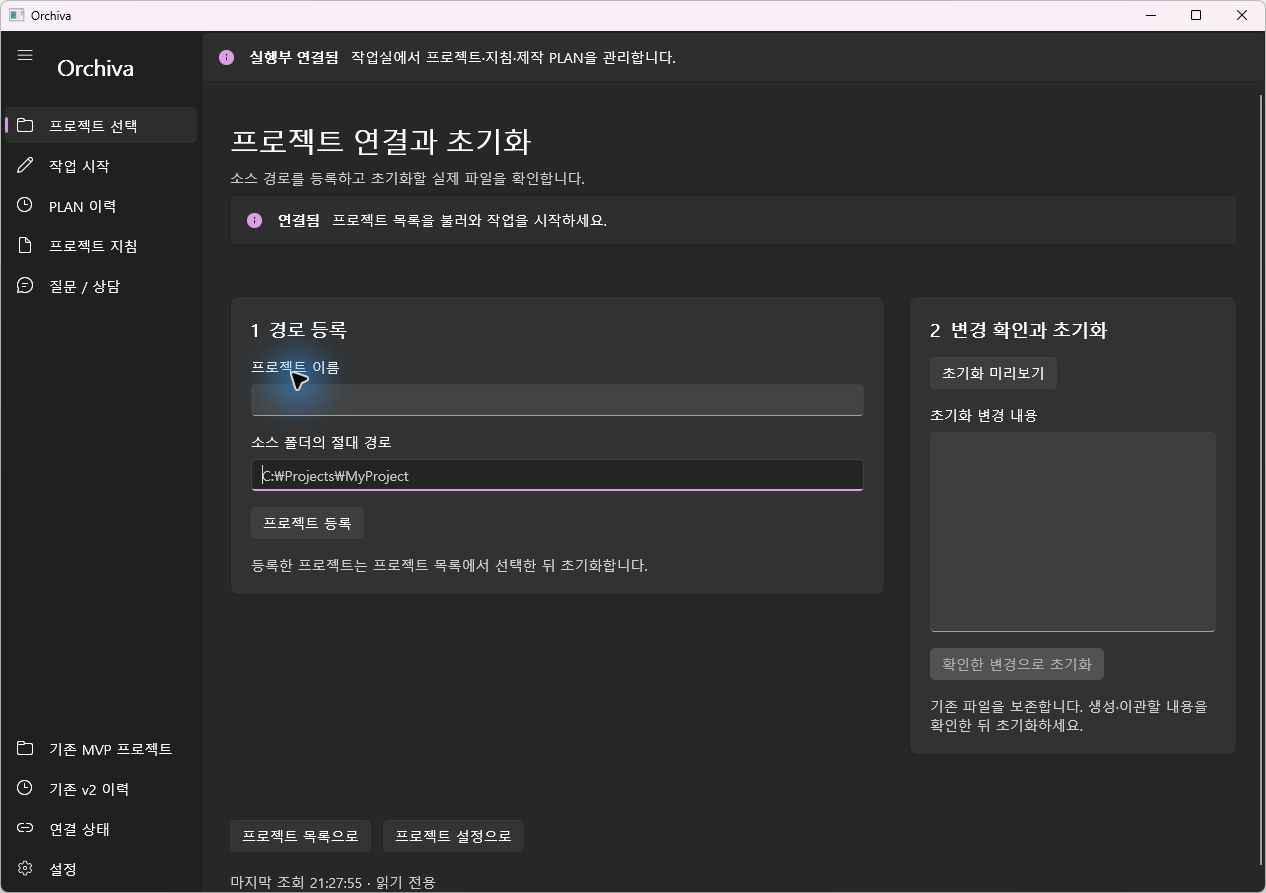 Orchiva
Orchiva
실행부 연결됨 작업실에서 프로젝트·지침·제작 PLAN을 관리합니다.
프로젝트 선택
작업 시작
PLAN 이력
프로젝트 지침
질문 / 상담
프로젝트 연결과 초기화
소스 경로를 등록하고 초기화할 실제 파일을 확인합니다.
연결됨 프로젝트 목록을 불러와 작업을 시작하세요.
1 경로 등록
프로젝트 이름
소스 폴더의 절대 경로
C:₩Projects₩MyProject
프로젝트 등록
등록한 프로젝트는 프로젝트 목록에서 선택한 뒤 초기화합니다.
2 변경 확인과 초기화
초기화 미리보기
초기화 변경 내용
확인한 변경으로 초기화
기존 파일을 보존합니다. 생성·이관할 내용을
확인한 뒤 초기화하세요.
기존 MVP 프로젝트
기존 v2 이력
연결 상태
설정
프로젝트 목록으로
프로젝트 설정으로
마지막 조회 21:27:55 · 읽기 전용